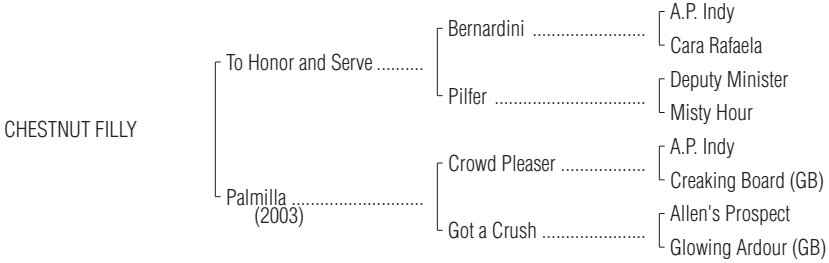 A.P. Indy
Bernardini ........................
Cara Rafaela
To Honor and Serve ..........
Deputy Minister
Pilfer ................................
Misty Hour
CHESTNUT FILLY
A.P. Indy
Crowd Pleaser ..................
Creaking Board (GB)
Palmilla ............................
(2003)
Allen's Prospect
Got a Crush ......................
Glowing Ardour (GB)